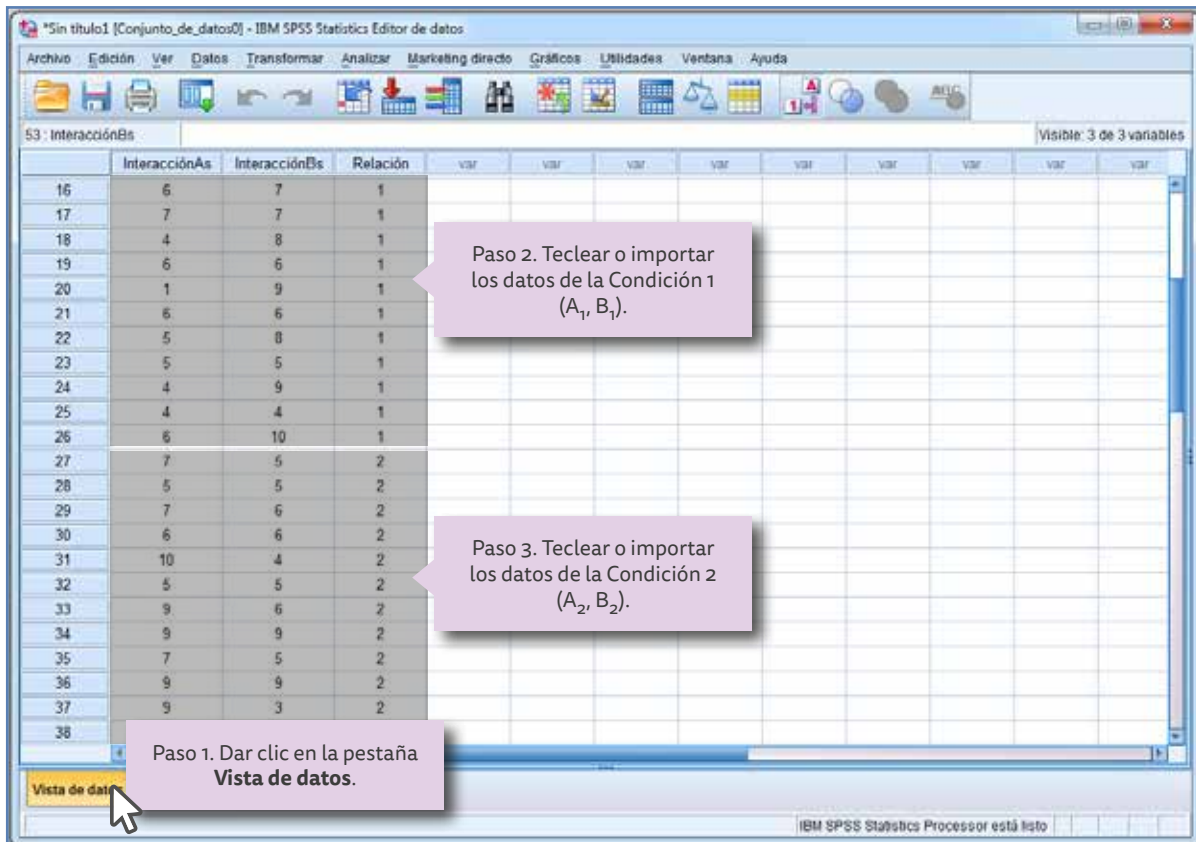 *Sin título1 [Conjunto_de_datos0] - IBM SPSS Statistics Editor de datos
Archivo Edición Ver Datos Transformar Analizar Marketing directo Gráficos Utilidades Ventana Ayuda
53 : InteracciónBs
Visible: 3 de 3 variables
InteracciónAs InteracciónBs Relación var var var var var var var var var
16 6 7 1
17 7 7 1
18 4 8 1
19 6 6 1
20 1 9 1
21 6 6 1
22 5 8 1
23 5 5 1
24 4 9 1
25 4 4 1
26 6 10 1
27 7 5 2
28 5 5 2
29 7 6 2
30 6 6 2
31 10 4 2
32 5 5 2
33 9 6 2
34 9 9 2
35 7 5 2
36 9 9 2
37 9 3 2
38
Paso 2. Teclear o importar
los datos de la Condición 1
(A₁, B₁).
Paso 3. Teclear o importar
los datos de la Condición 2
(A₂, B₂).
Paso 1. Dar clic en la pestaña
Vista de datos.
Vista de datos
IBM SPSS Statistics Processor está listo